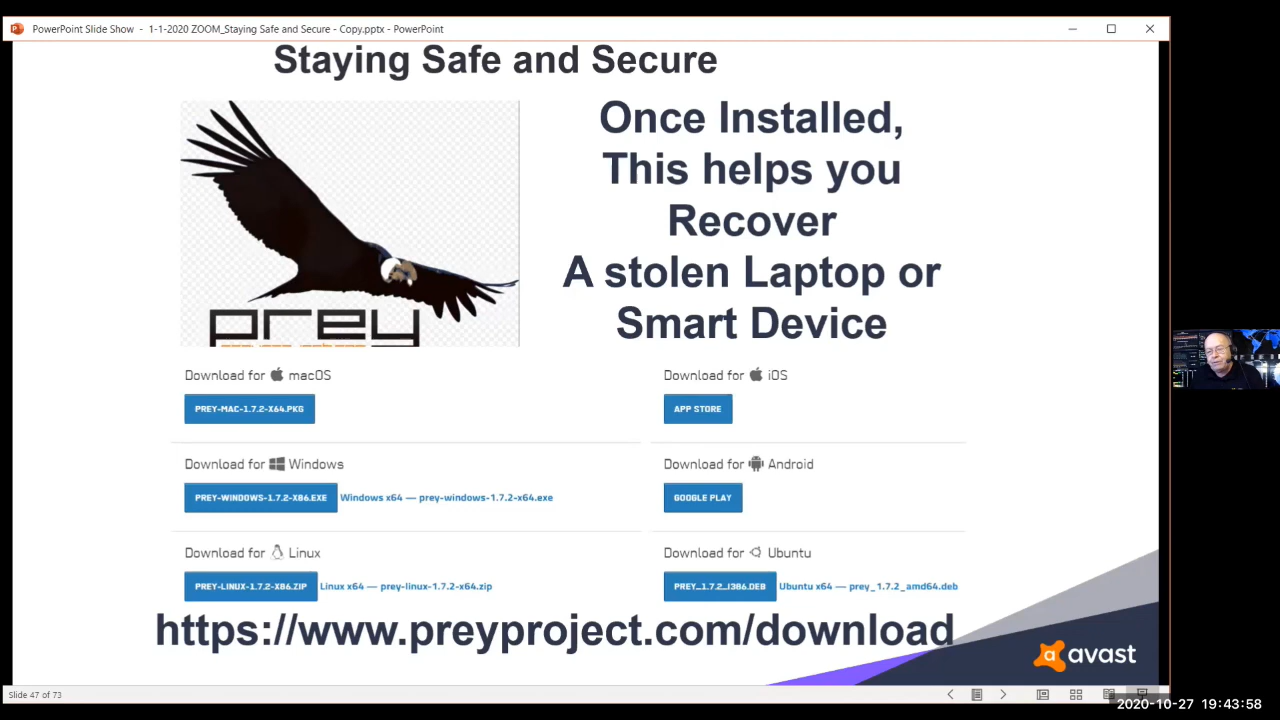 PowerPoint Slide Show - 1-1-2020 ZOOM_Staying Safe and Secure - Copy.pptx - PowerPoint
Staying Safe and Secure
Once Installed,
This helps you
Recover
A stolen Laptop or
Smart Device
prey
Download for macOS
PREY-MAC-1.7.2-X64.PKG
Download for iOS
APP STORE
Download for Windows
PREY-WINDOWS-1.7.2-X86.EXE Windows x64 — prey-windows-1.7.2-x64.exe
Download for Android
GOOGLE PLAY
Download for Linux
PREY-LINUX-1.7.2-X86.ZIP Linux x64 — prey-linux-1.7.2-x64.zip
Download for Ubuntu
PREY_1.7.2_I386.DEB Ubuntu x64 — prey_1.7.2_amd64.deb
https://www.preyproject.com/download
avast
Slide 47 of 73
2020-10-27 19:43:58